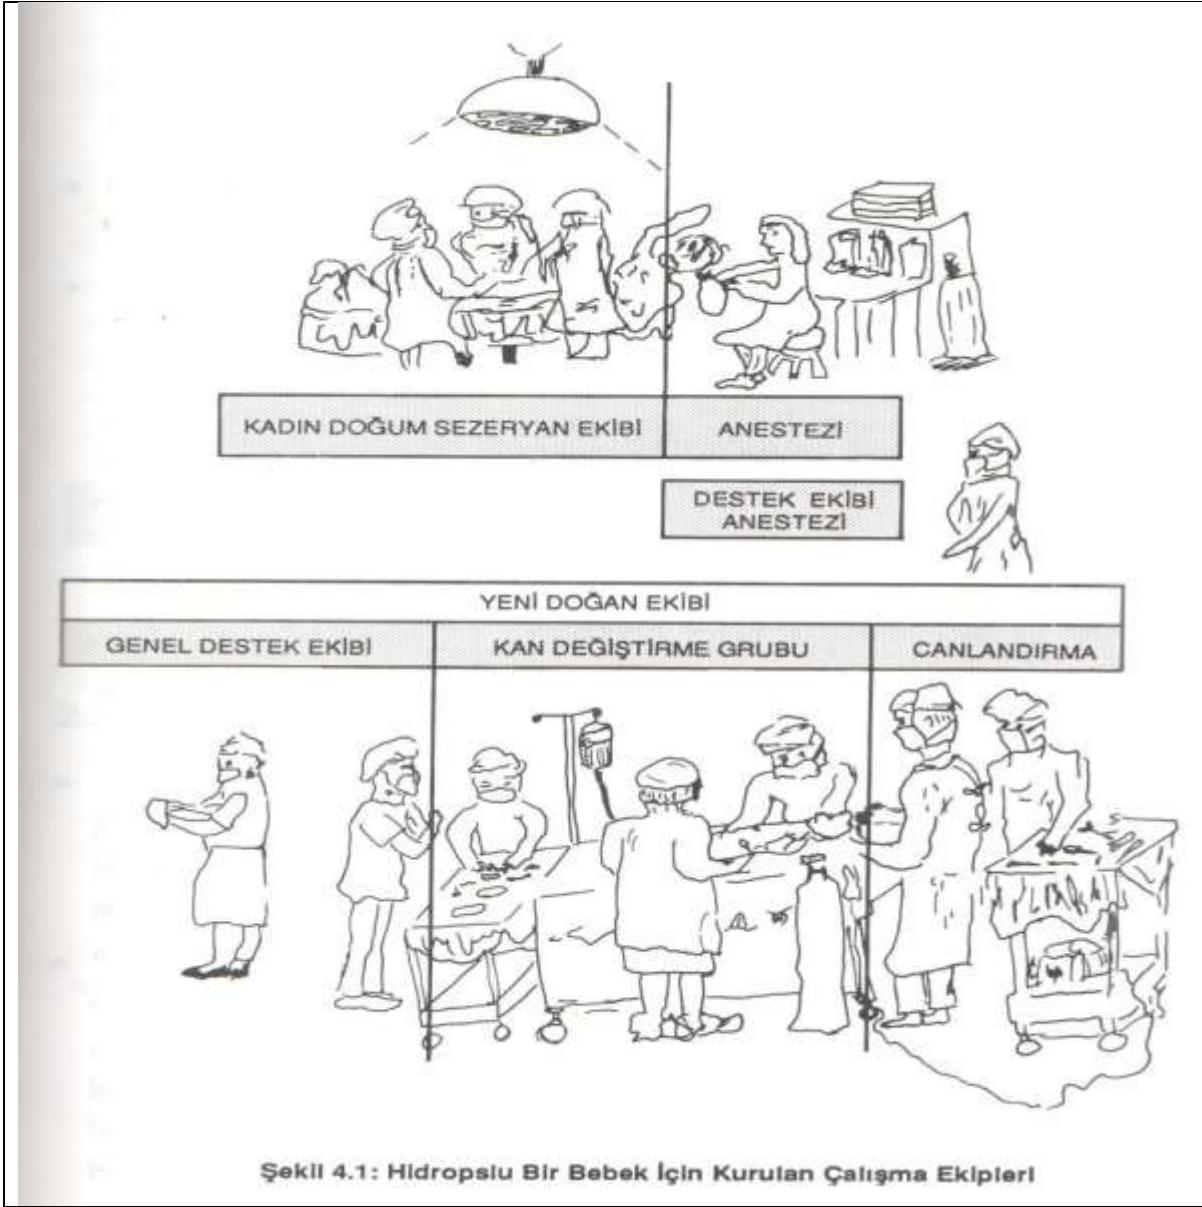 KADIN DOĞUM SEZERYAN EKİBİ
ANESTEZİ
DESTEK EKİBİ
ANESTEZİ
YENİ DOĞAN EKİBİ
GENEL DESTEK EKİBİ
KAN DEĞİŞTİRME GRUBU
CANLANDIRMA
Şekil 4.1: Hidropslu Bir Bebek İçin Kurulan Çalışma Ekipleri